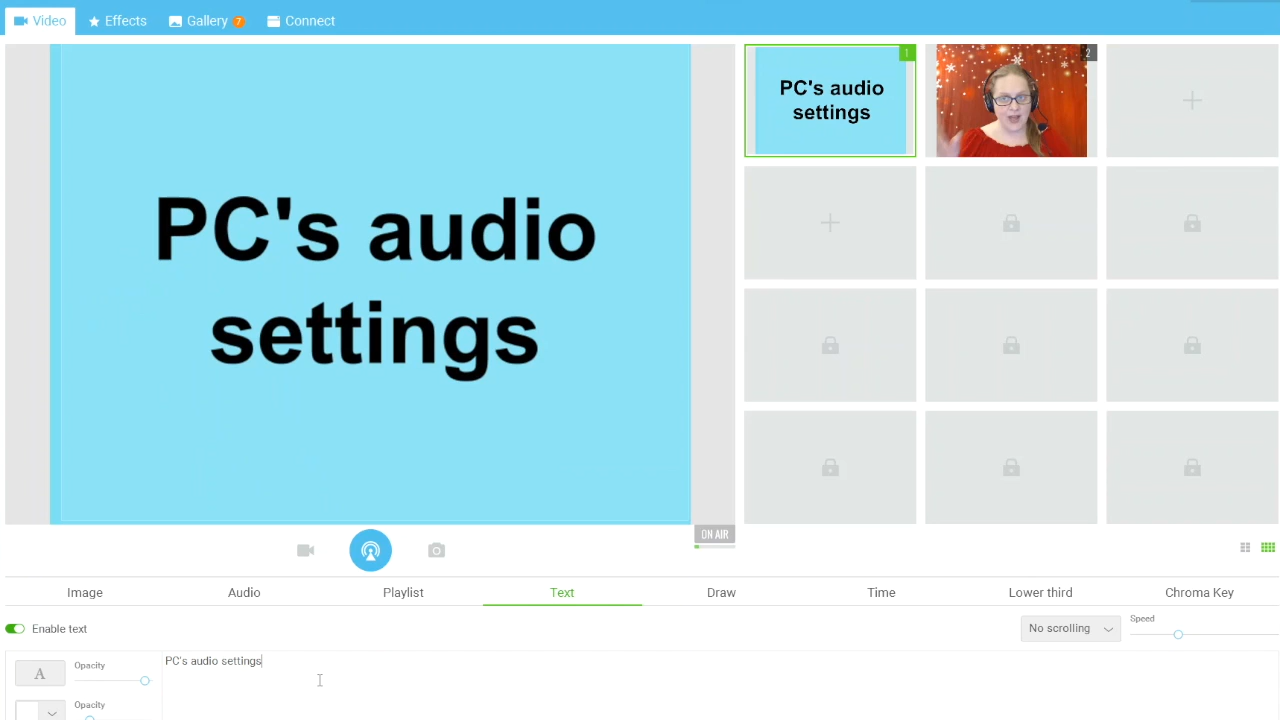 Video
Effects
Gallery 7
Connect
PC's audio
settings
1
PC's audio
settings
2
ON AIR
Image
Audio
Playlist
Text
Draw
Time
Lower third
Chroma Key
Enable text
No scrolling
Speed
A
Opacity
PC's audio settings
Opacity